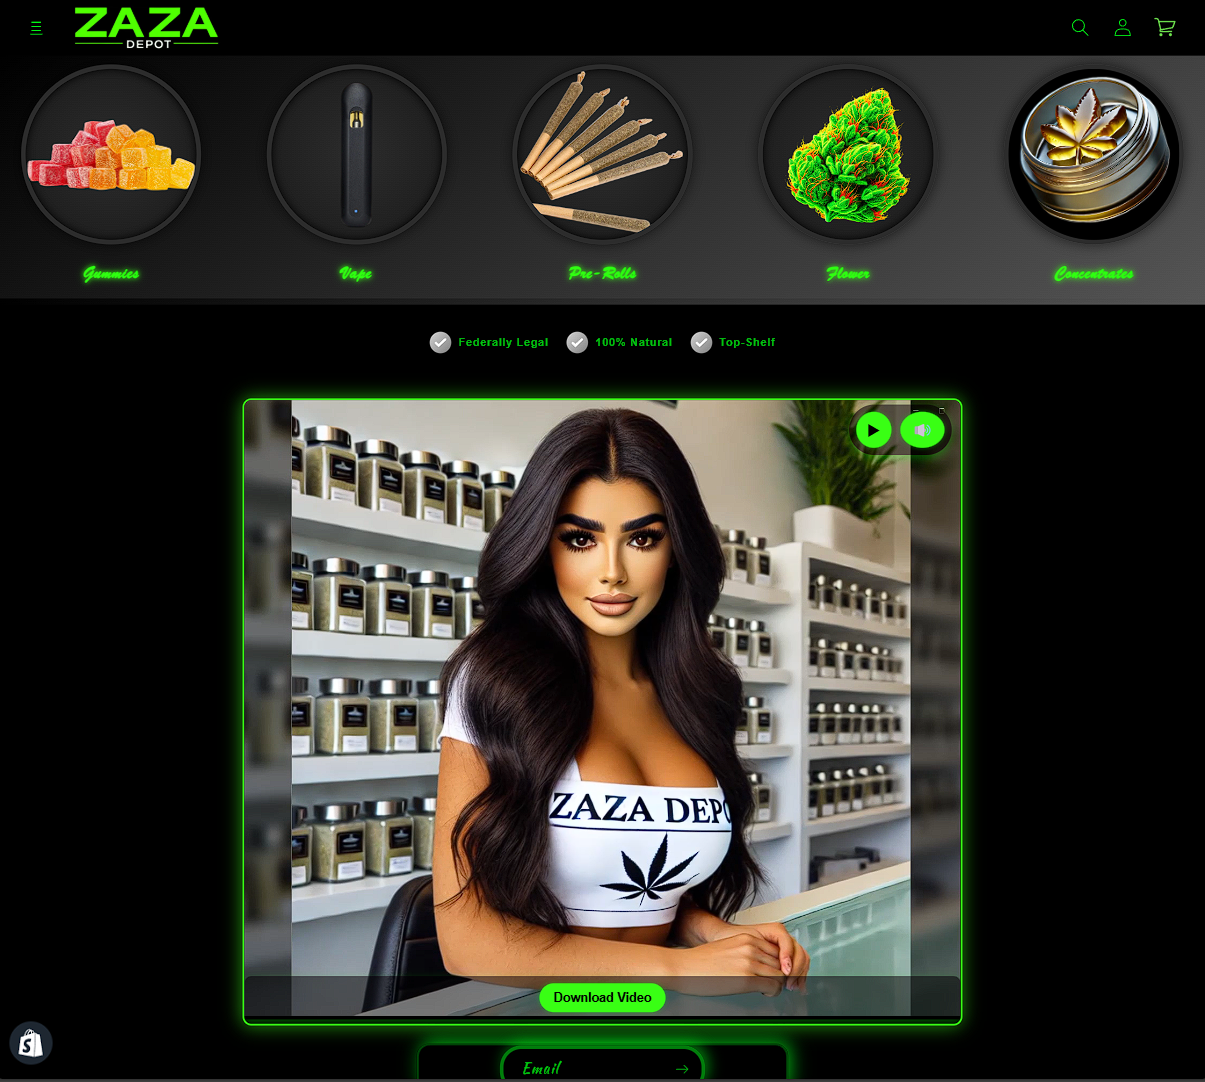 ZAZA
DEPOT
Gummies
Vape
Pre-Rolls
Flower
Concentrates
Federally Legal
100% Natural
Top-Shelf
ZAZA DEPO
Download Video
S
Email